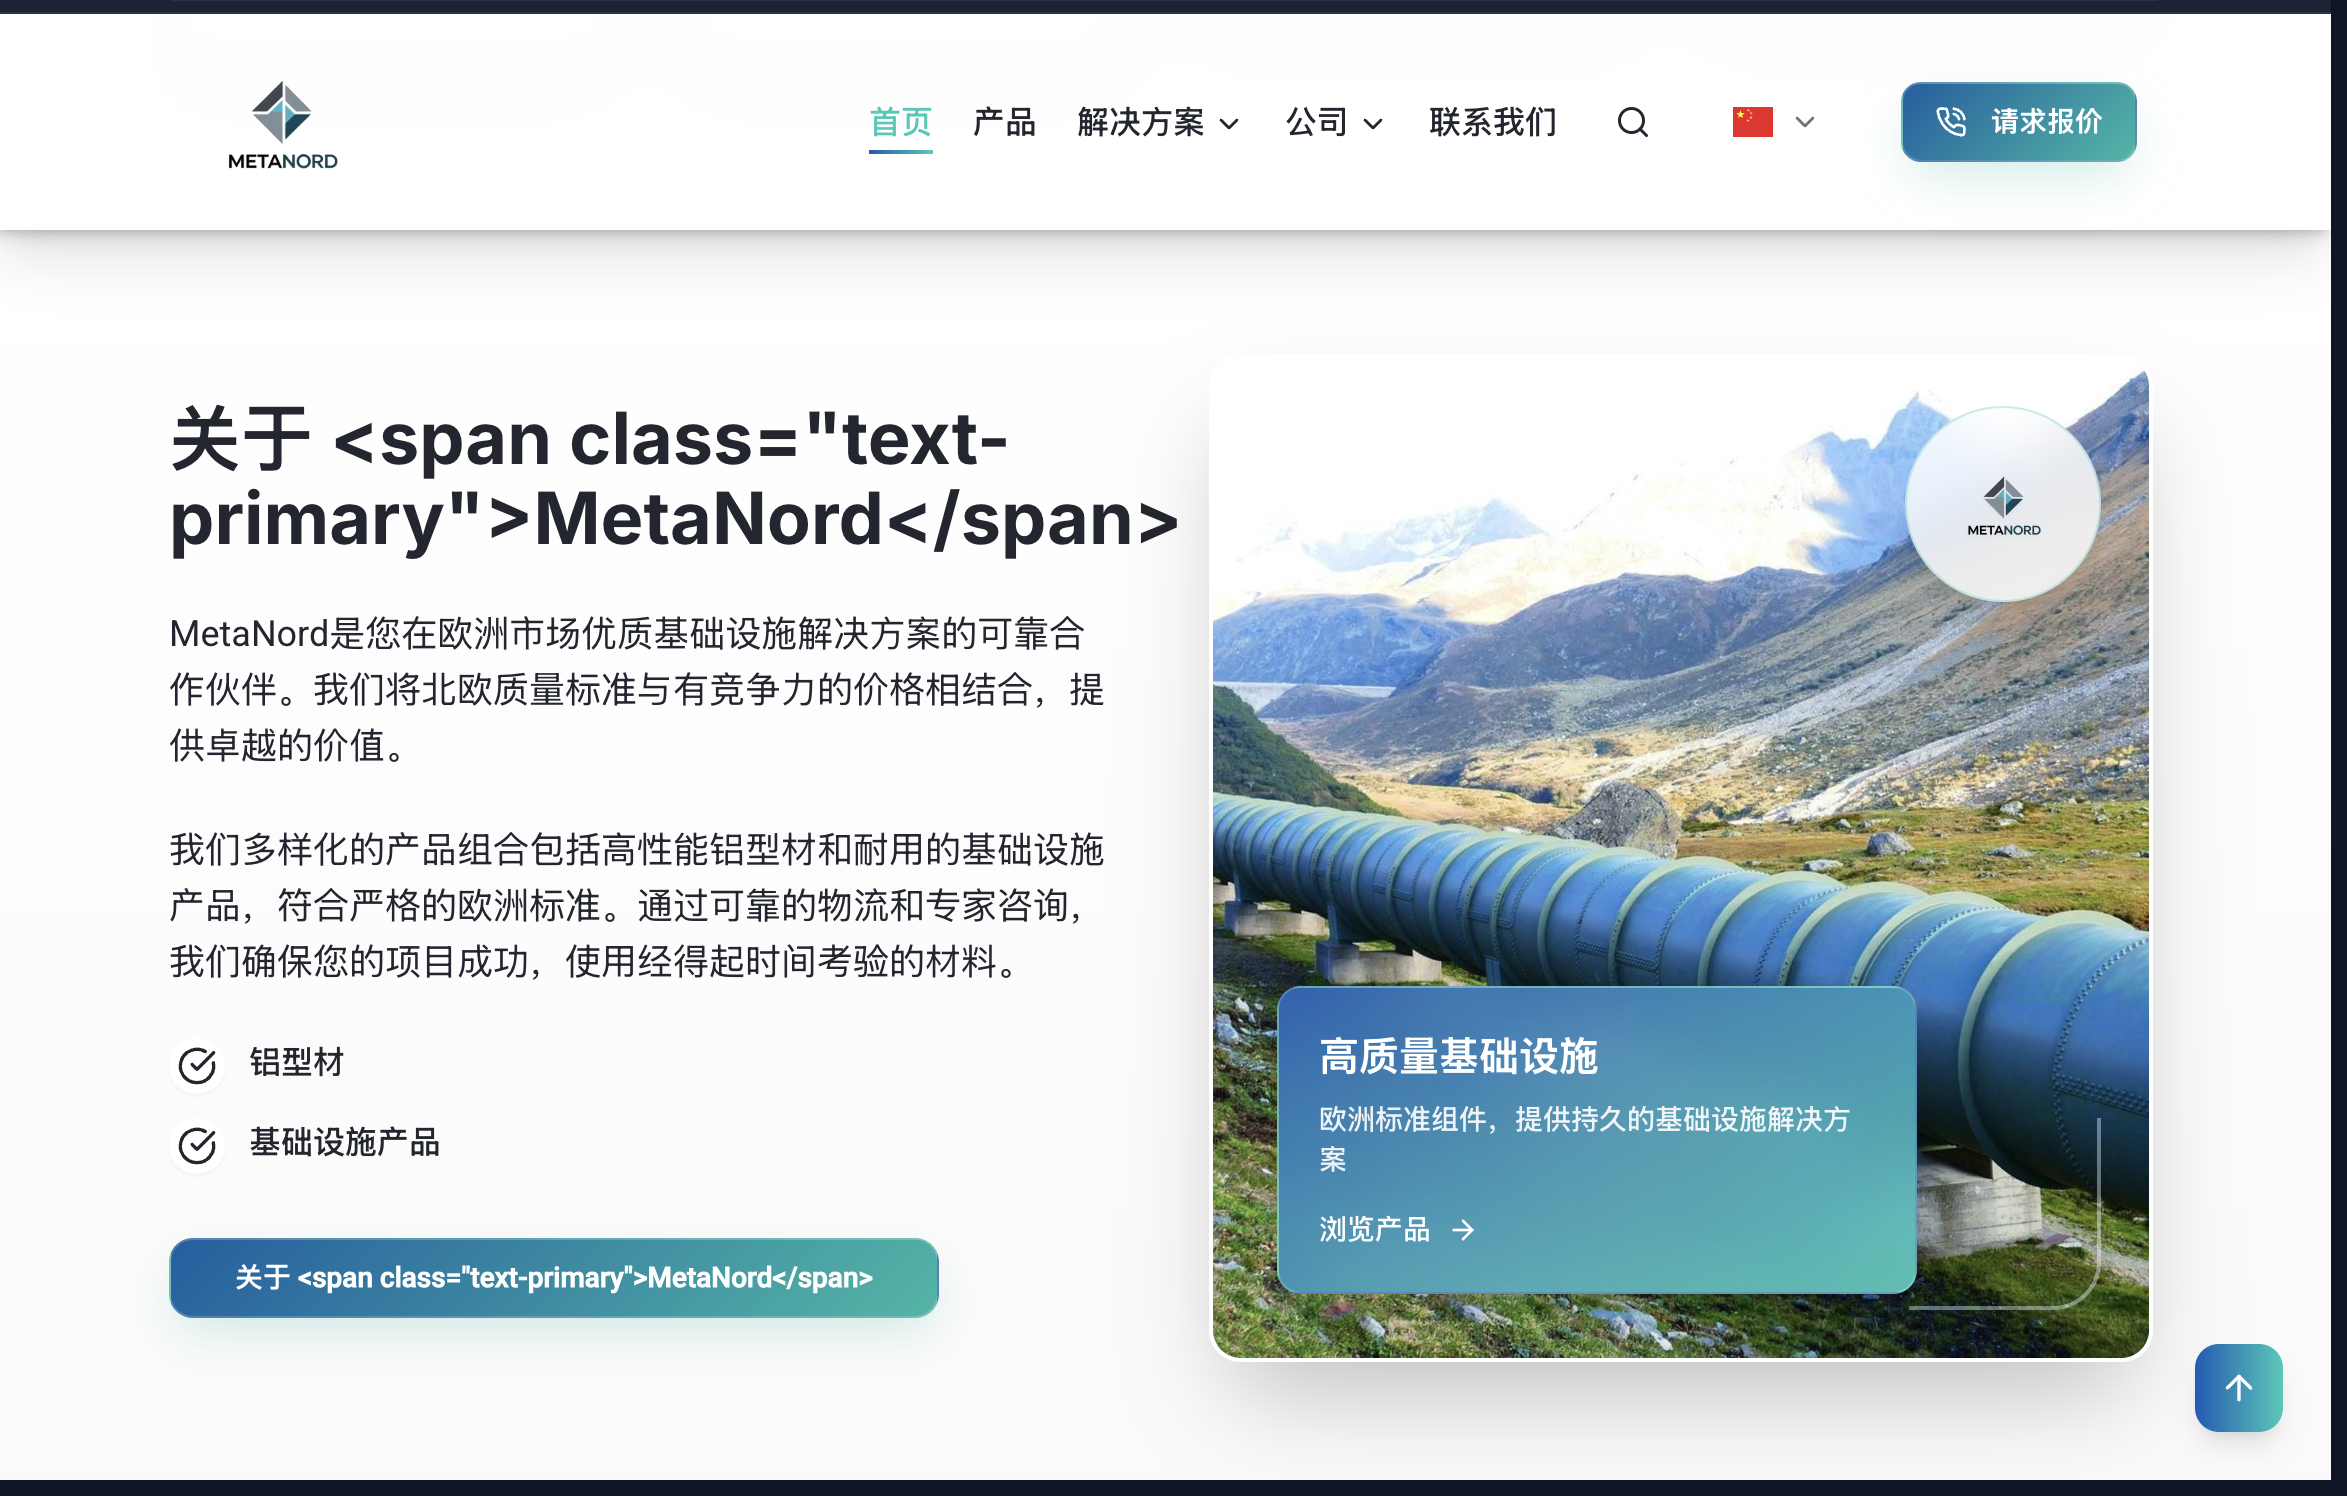 METANORD
首页 产品 解决方案 公司 联系我们 请求报价
关于 <span class="text-
primary">MetaNord</span>
MetaNord是您在欧洲市场优质基础设施解决方案的可靠合
作伙伴。我们将北欧质量标准与有竞争力的价格相结合，提
供卓越的价值。
我们多样化的产品组合包括高性能铝型材和耐用的基础设施
产品，符合严格的欧洲标准。通过可靠的物流和专家咨询，
我们确保您的项目成功，使用经得起时间考验的材料。
铝型材
基础设施产品
关于 <span class="text-primary">MetaNord</span>
METANORD
高质量基础设施
欧洲标准组件，提供持久的基础设施解决方
案
浏览产品